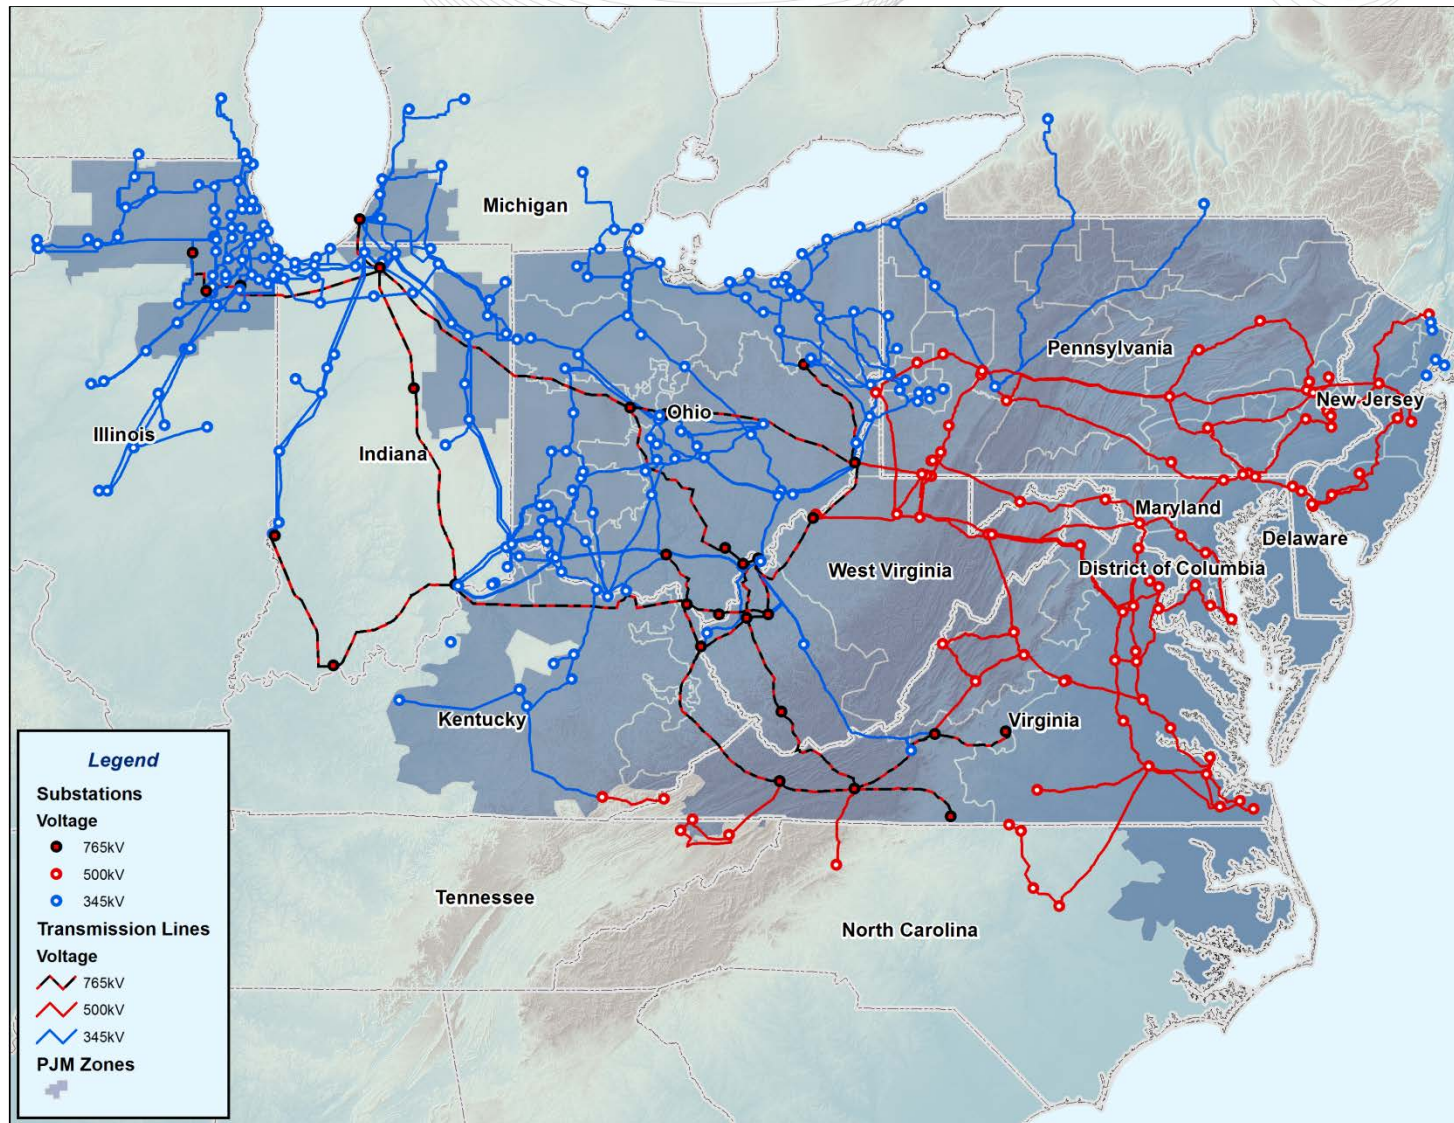 Michigan
Pennsylvania
New Jersey
Ohio
Illinois
Indiana
Maryland
Delaware
West Virginia
District of Columbia
Kentucky
Virginia
Tennessee
North Carolina
Legend
Substations
Voltage
765kV
500kV
345kV
Transmission Lines
Voltage
765kV
500kV
345kV
PJM Zones